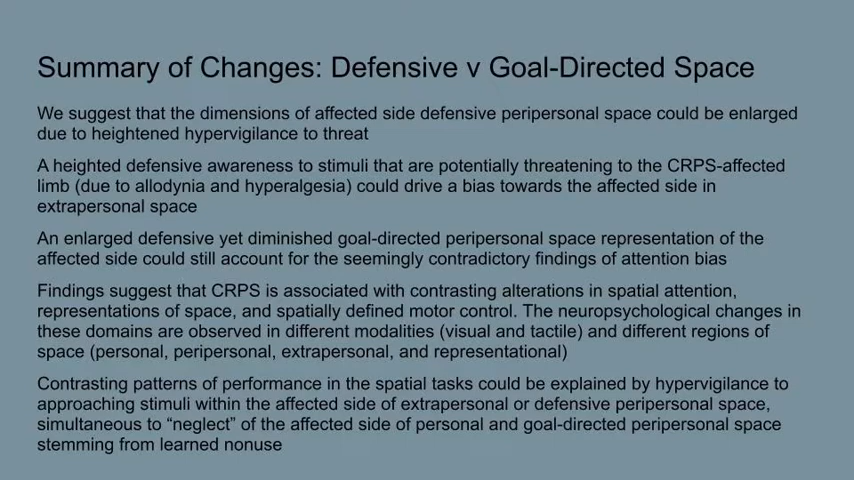 Summary of Changes: Defensive v Goal-Directed Space
We suggest that the dimensions of affected side defensive peripersonal space could be enlarged
due to heightened hypervigilance to threat
A heighted defensive awareness to stimuli that are potentially threatening to the CRPS-affected
limb (due to allodynia and hyperalgesia) could drive a bias towards the affected side in
extrapersonal space
An enlarged defensive yet diminished goal-directed peripersonal space representation of the
affected side could still account for the seemingly contradictory findings of attention bias
Findings suggest that CRPS is associated with contrasting alterations in spatial attention,
representations of space, and spatially defined motor control. The neuropsychological changes in
these domains are observed in different modalities (visual and tactile) and different regions of
space (personal, peripersonal, extrapersonal, and representational)
Contrasting patterns of performance in the spatial tasks could be explained by hypervigilance to
approaching stimuli within the affected side of extrapersonal or defensive peripersonal space,
simultaneous to “neglect” of the affected side of personal and goal-directed peripersonal space
stemming from learned nonuse